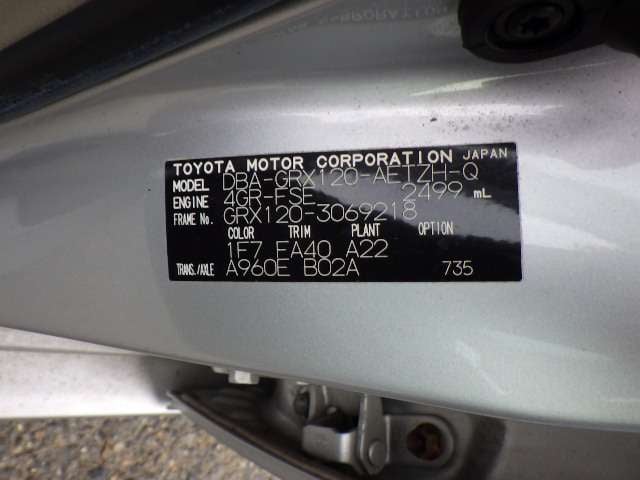 TOYOTA MOTOR CORPORATION JAPAN
MODEL DBA-GRX120-AETZH-Q
ENGINE 4GR-FSE 2499 mL
FRAME No. GRX120-3069218
COLOR TRIM PLANT OPTION
1F7 FA40 A22
TRANS./AXLE A960E B02A 735